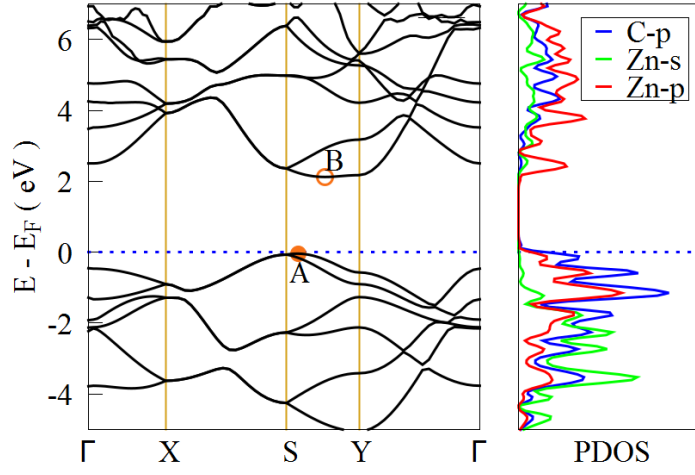 E - E_F ( eV )
6
4
2
0
-2
-4
B
A
Γ X S Y Γ
C-p
Zn-s
Zn-p
PDOS